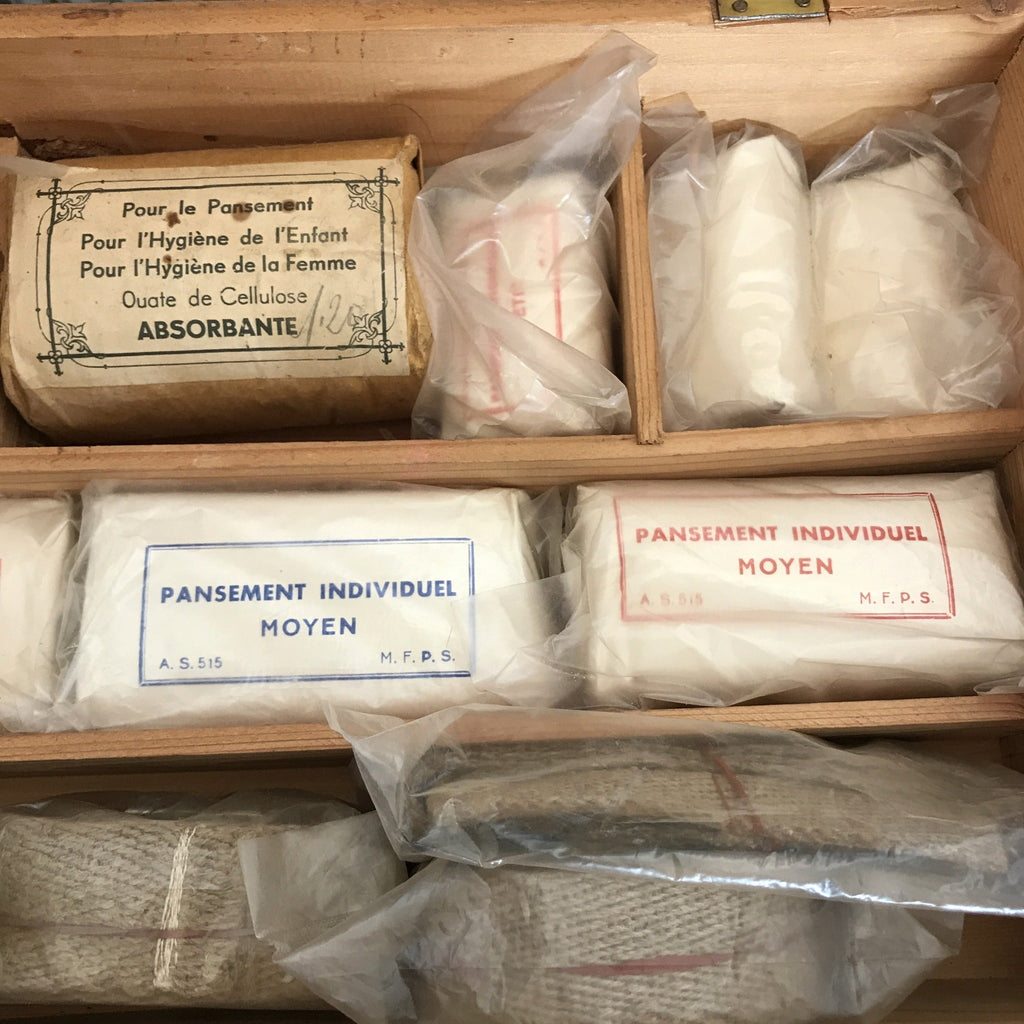 Pour le Pansement
Pour l'Hygiène de l'Enfant
Pour l'Hygiène de la Femme
Ouate de Cellulose
ABSORBANTE
PANSEMENT INDIVIDUEL
MOYEN
A. S. 515 M. F. P. S.
PANSEMENT INDIVIDUEL
MOYEN
A. S. 515 M. F. P. S.